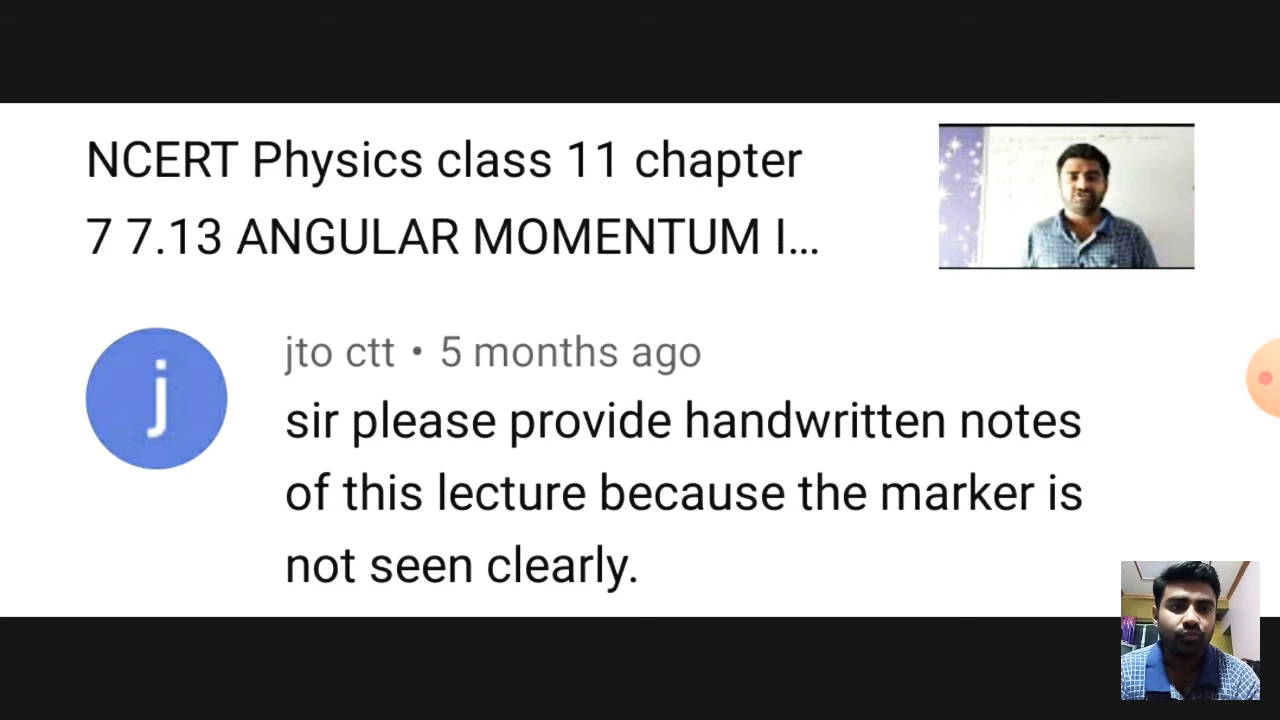 NCERT Physics class 11 chapter
7 7.13 ANGULAR MOMENTUM I...
j
jto ctt • 5 months ago
sir please provide handwritten notes
of this lecture because the marker is
not seen clearly.